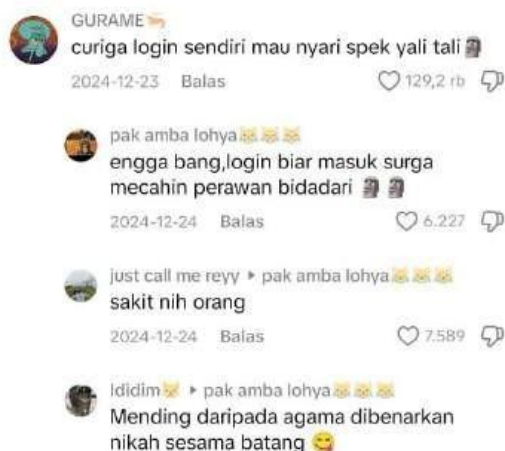 GURAME🦐
curiga login sendiri mau nyari spek yali tali🗿
2024-12-23 Balas 129,2 rb
pak amba lohya😹😹😹
engga bang,login biar masuk surga
mecahin perawan bidadari 🗿 🗿
2024-12-24 Balas 6.227
just call me reyy ▸ pak amba lohya😹😹😹
sakit nih orang
2024-12-24 Balas 7.589
Ididim😹 ▸ pak amba lohya😹😹😹
Mending daripada agama dibenarkan
nikah sesama batang 😋